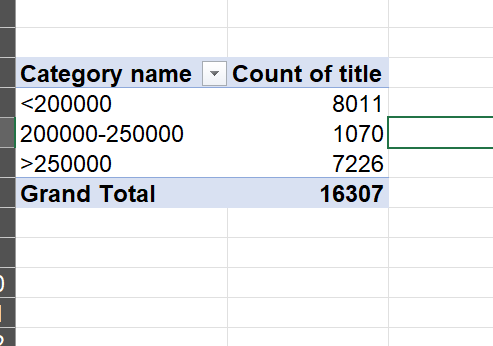 Category name Count of title
<200000 8011
200000-250000 1070
>250000 7226
Grand Total 16307